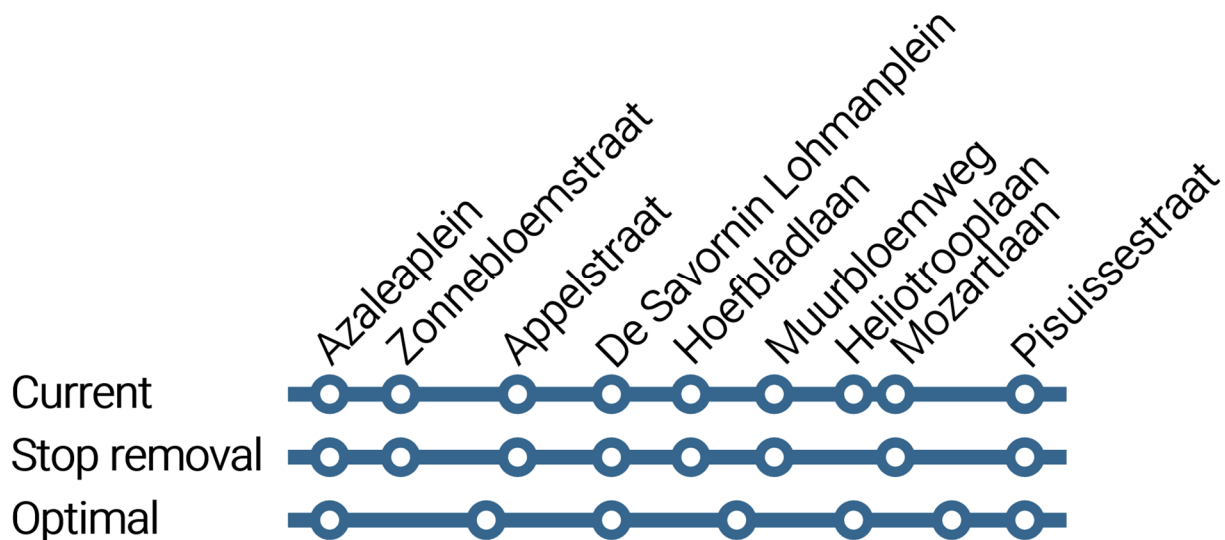 Azaleaplein
Zonnebloemstraat
Appelstraat
De Savornin Lohmanplein
Hoefbladlaan
Muurbloemweg
Heliotrooplaan
Mozartlaan
Pisuissestraat
Current
Stop removal
Optimal